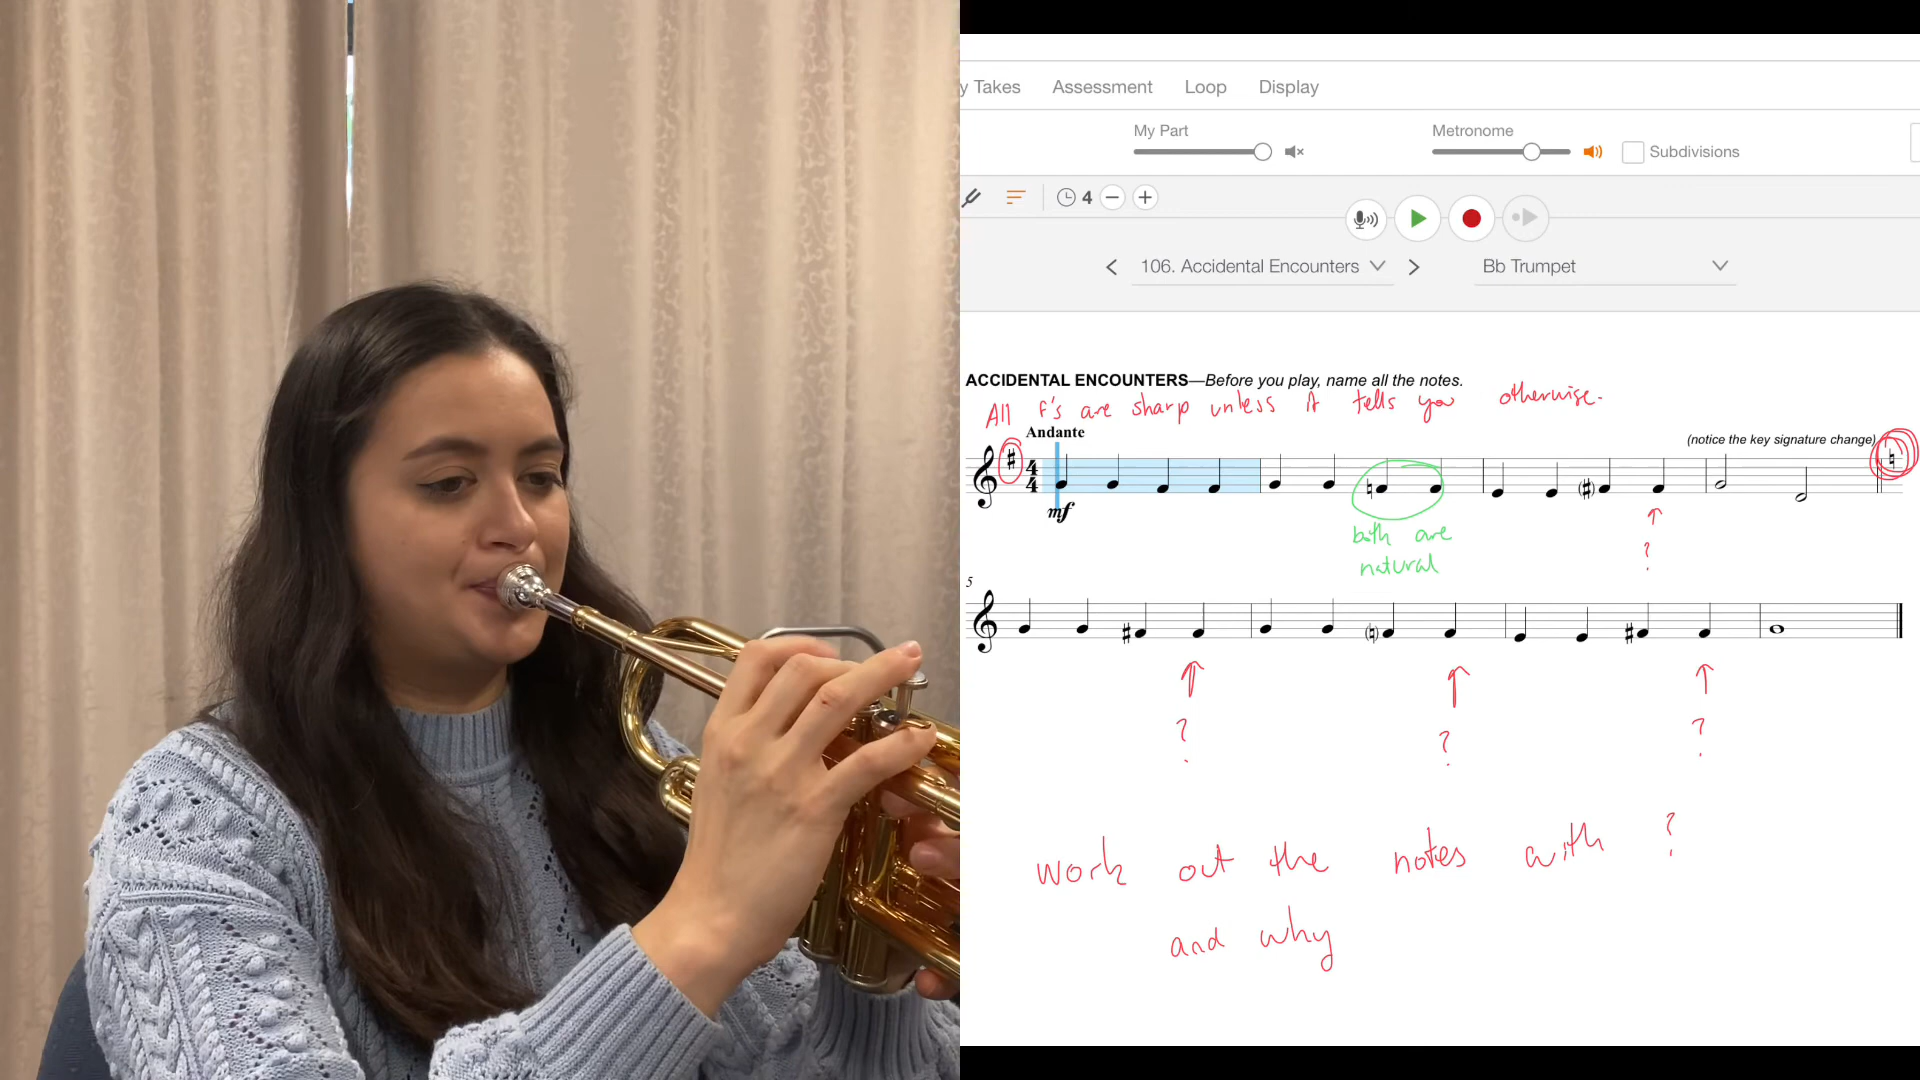 y Takes Assessment Loop Display
My Part Metronome
Subdivisions
4
106. Accidental Encounters Bb Trumpet
ACCIDENTAL ENCOUNTERS—Before you play, name all the notes.
All F's are sharp unless it tells you otherwise.
Andante
(notice the key signature change)
4
4
mf
both are
natural
?
5
? ? ?
work out the notes with ?
and why